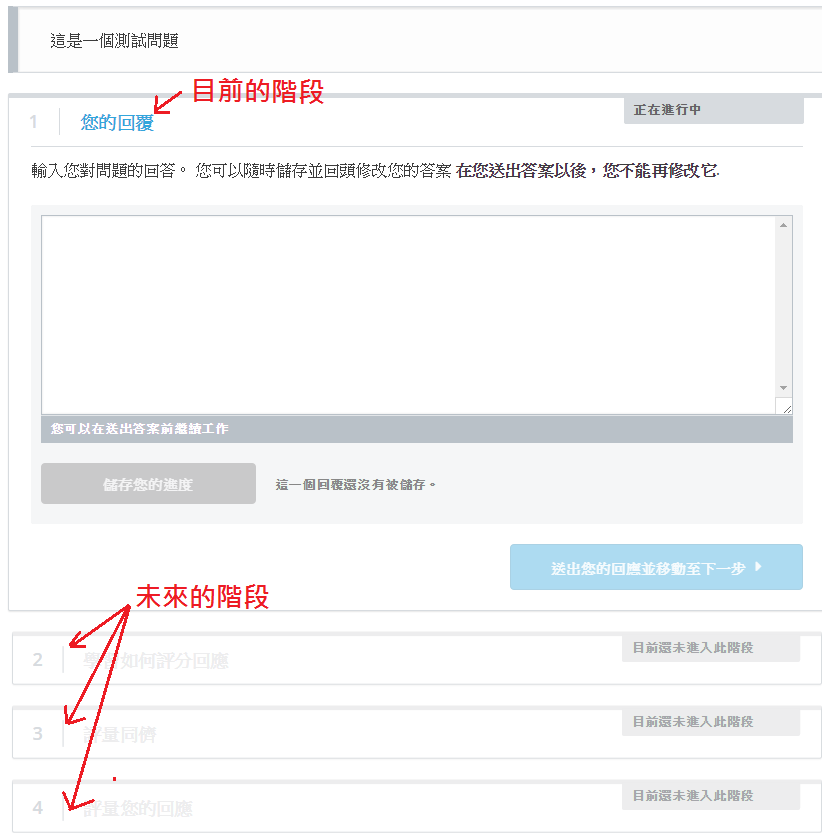 這是一個測試問題
目前的階段
1 您的回覆 正在進行中
輸入您對問題的回答。 您可以隨時儲存並回頭修改您的答案 在您送出答案以後，您不能再修改它.
您可以在送出答案前繼續工作
儲存您的進度 這一個回覆還沒有被儲存。
送出您的回應並移動至下一步
未來的階段
2 學習如何評分回應 目前還未進入此階段
3 評量同儕 目前還未進入此階段
4 評量您的回應 目前還未進入此階段